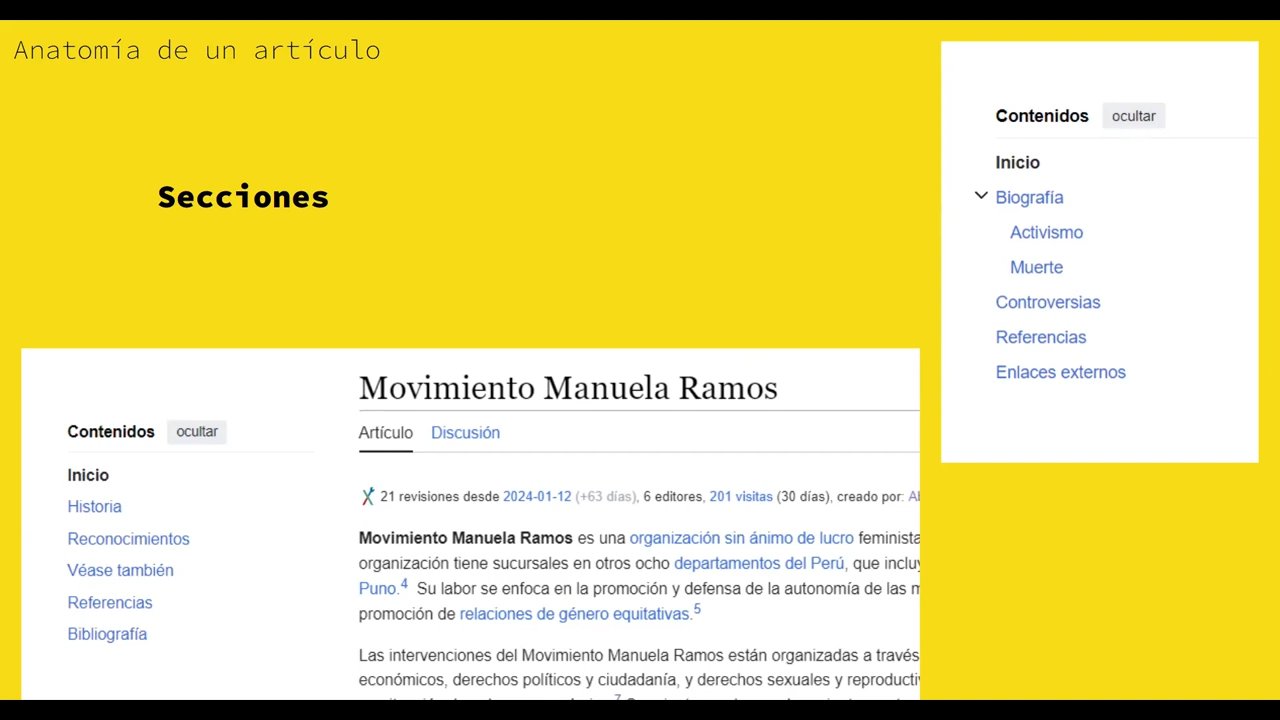 Anatomía de un artículo
Secciones
Contenidos ocultar
Inicio
Biografía
Activismo
Muerte
Controversias
Referencias
Enlaces externos
Contenidos ocultar
Inicio
Historia
Reconocimientos
Véase también
Referencias
Bibliografía
Movimiento Manuela Ramos
Artículo Discusión
21 revisiones desde 2024-01-12 (+63 días), 6 editores, 201 visitas (30 días), creado por:
Movimiento Manuela Ramos es una organización sin ánimo de lucro feminista
organización tiene sucursales en otros ocho departamentos del Perú, que
Puno.4 Su labor se enfoca en la promoción y defensa de la autonomía de las
promoción de relaciones de género equitativas.5
Las intervenciones del Movimiento Manuela Ramos están organizadas a través
económicos, derechos políticos y ciudadanía, y derechos sexuales y